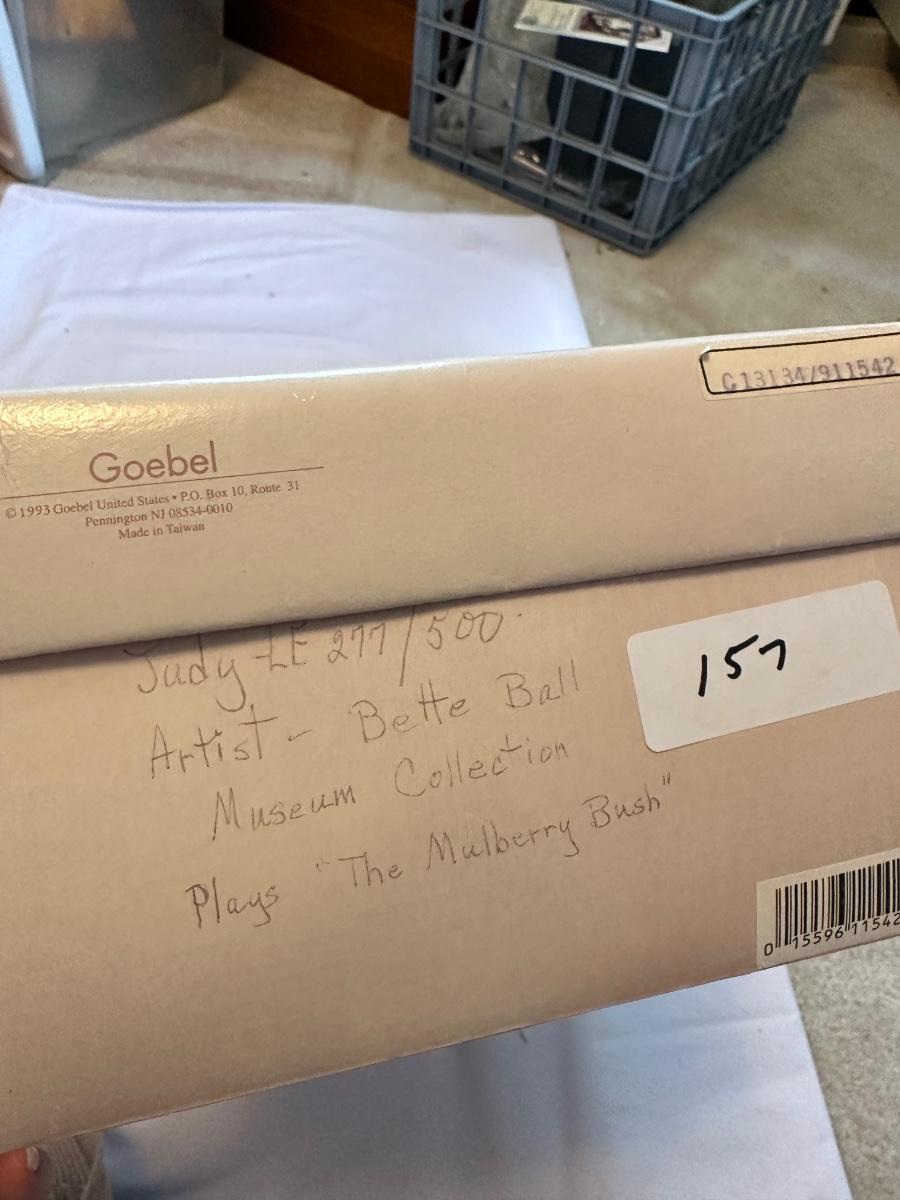 G13134/911542
Goebel
© 1993 Goebel United States • P.O. Box 10, Route 31
Pennington NJ 08534-0010
Made in Taiwan
Judy LE 277/500.
Artist - Bette Ball
Museum Collection
Plays "The Mulberry Bush"
157
0 15596 11542